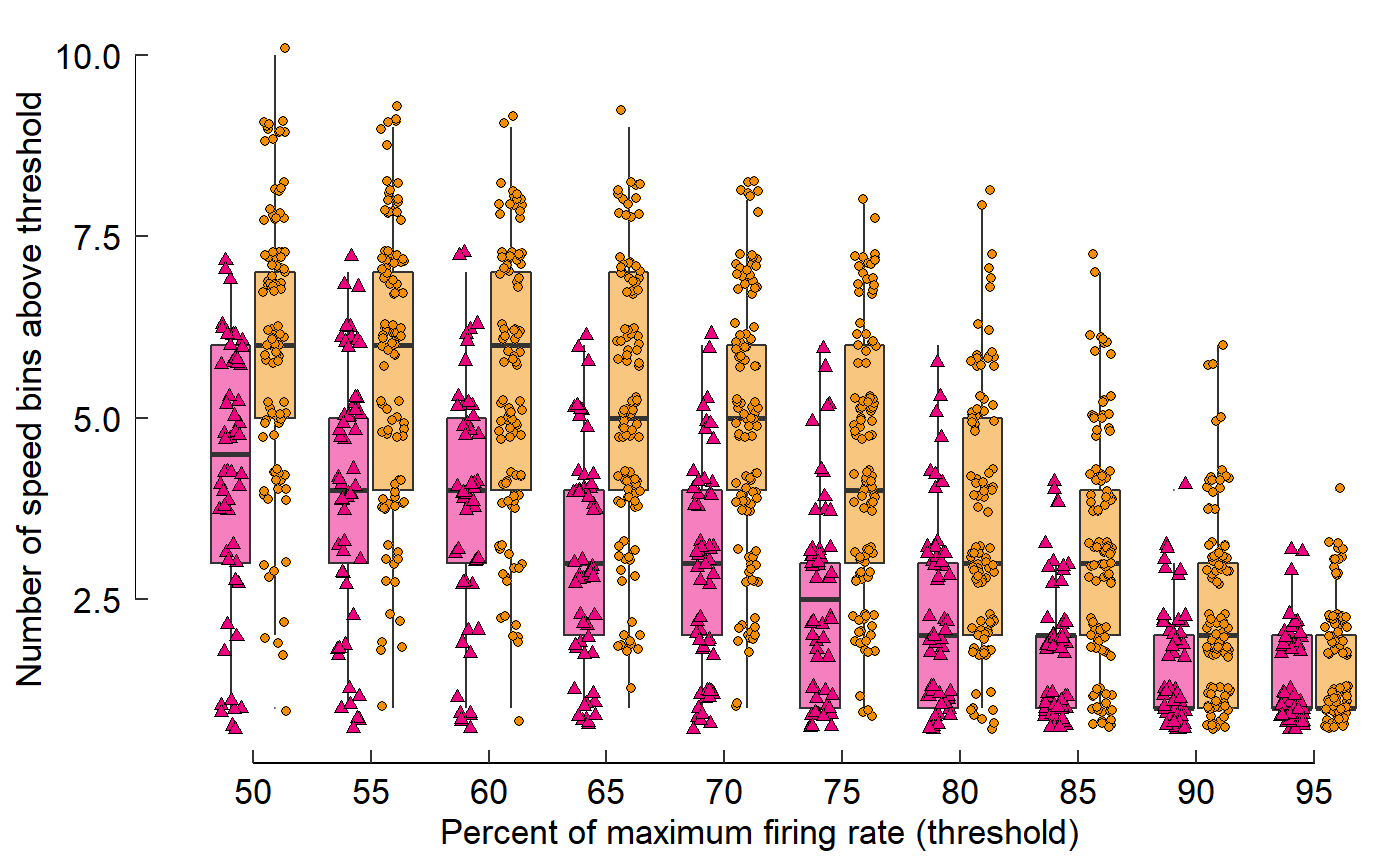 Number of speed bins above threshold
10.0
7.5
5.0
2.5
50 55 60 65 70 75 80 85 90 95
Percent of maximum firing rate (threshold)